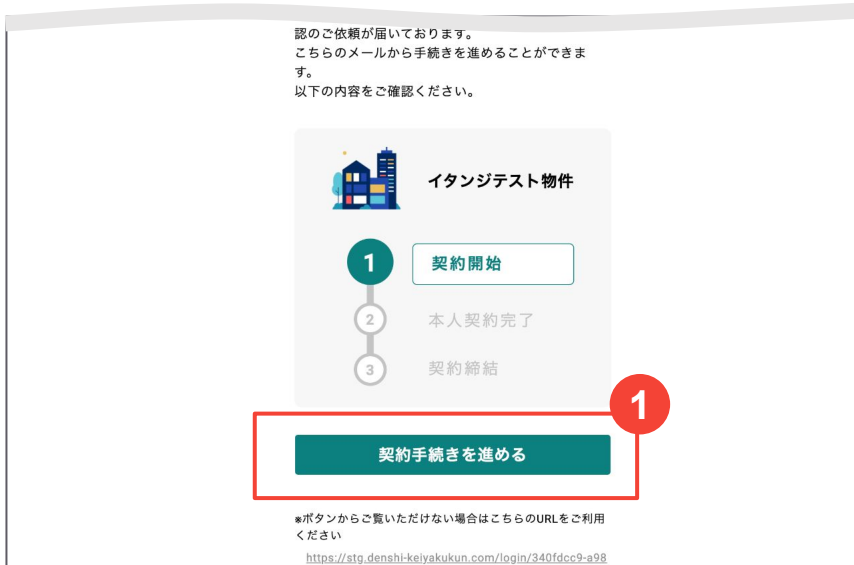 認のご依頼が届いております。
こちらのメールから手続きを進めることができま
す。
以下の内容をご確認ください。
イタンジテスト物件
1
契約開始
2
本人契約完了
3
契約締結
1
契約手続きを進める
※ボタンからご覧いただけない場合はこちらのURLをご利用
ください
https://stg.denshi-keiyakukun.com/login/340fdcc9-a98